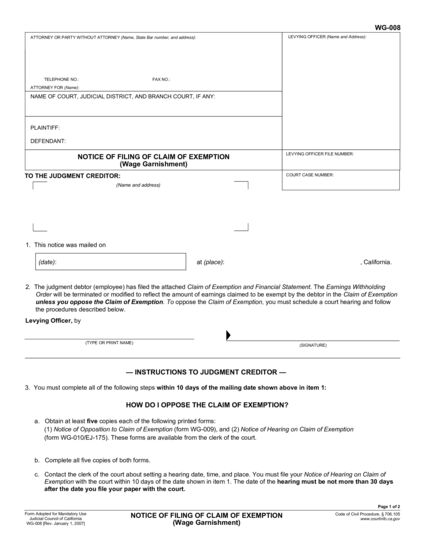 WG-008
ATTORNEY OR PARTY WITHOUT ATTORNEY (Name, State Bar number, and address):
LEVYING OFFICER (Name and Address):
TELEPHONE NO.: FAX NO.:
ATTORNEY FOR (Name):
NAME OF COURT, JUDICIAL DISTRICT, AND BRANCH COURT, IF ANY:
PLAINTIFF:
DEFENDANT:
NOTICE OF FILING OF CLAIM OF EXEMPTION
(Wage Garnishment)
LEVYING OFFICER FILE NUMBER:
TO THE JUDGMENT CREDITOR:
COURT CASE NUMBER:
(Name and address)
1. This notice was mailed on
(date): at (place): , California.
2. The judgment debtor (employee) has filed the attached Claim of Exemption and Financial Statement. The Earnings Withholding
Order will be terminated or modified to reflect the amount of earnings claimed to be exempt by the debtor in the Claim of Exemption
unless you oppose the Claim of Exemption. To oppose the Claim of Exemption, you must schedule a court hearing and follow
the procedures described below.
Levying Officer, by
(TYPE OR PRINT NAME) (SIGNATURE)
— INSTRUCTIONS TO JUDGMENT CREDITOR —
3. You must complete all of the following steps within 10 days of the mailing date shown above in item 1:
HOW DO I OPPOSE THE CLAIM OF EXEMPTION?
a. Obtain at least five copies each of the following printed forms:
(1) Notice of Opposition to Claim of Exemption (form WG-009), and (2) Notice of Hearing on Claim of Exemption
(form WG-010/EJ-175). These forms are available from the clerk of the court.
b. Complete all five copies of both forms.
c. Contact the clerk of the court about setting a hearing date, time, and place. You must file your Notice of Hearing on Claim of
Exemption with the court within 10 days of the date shown in item 1. The date of the hearing must be not more than 30 days
after the date you file your paper with the court.
Page 1 of 2
Form Adopted for Mandatory Use
Judicial Council of California
WG-008 [Rev. January 1, 2007]
NOTICE OF FILING OF CLAIM OF EXEMPTION
(Wage Garnishment)
Code of Civil Procedure, § 706.105
www.courtinfo.ca.gov